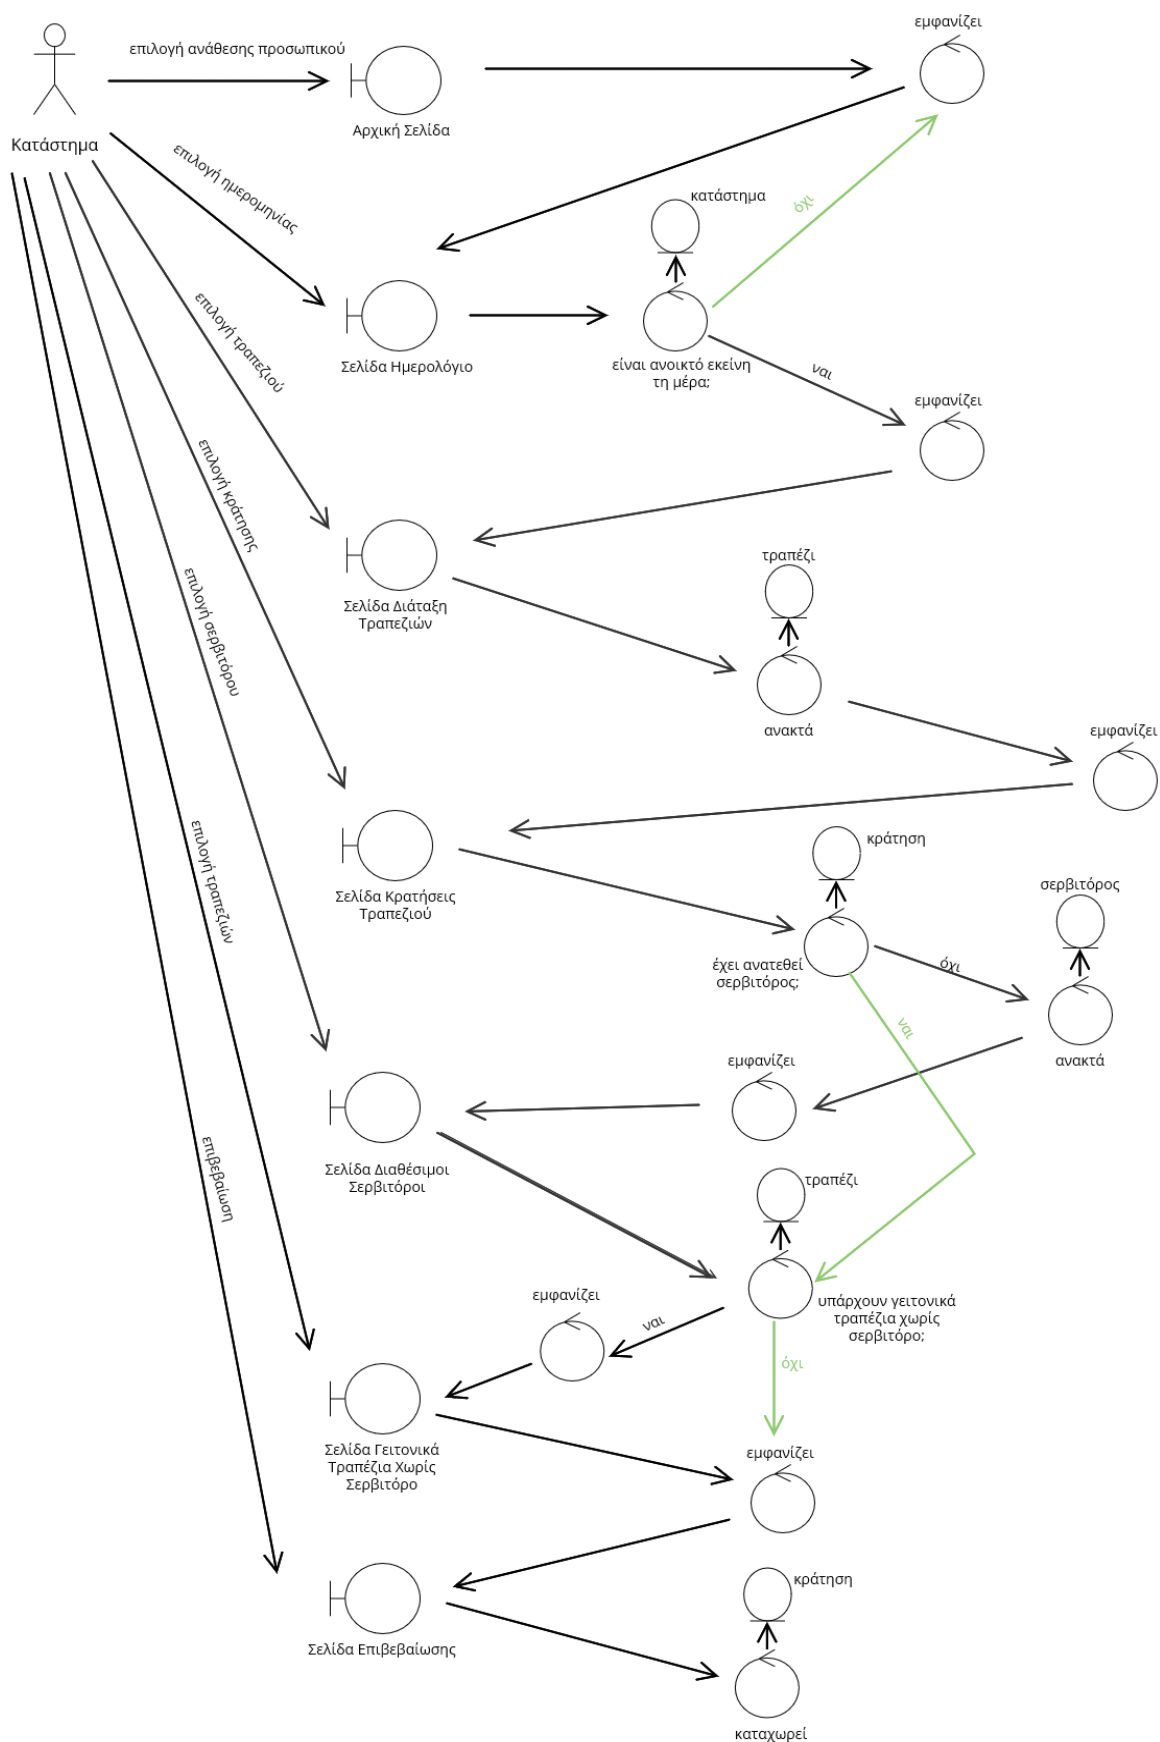 εμφανίζει
επιλογή ανάθεσης προσωπικού
Αρχική Σελίδα
Κατάστημα
επιλογή ημερομηνίας
κατάστημα
όχι
Σελίδα Ημερολόγιο
είναι ανοικτό εκείνη
τη μέρα;
ναι
επιλογή τραπεζιού
εμφανίζει
επιλογή κράτησης
τραπέζι
Σελίδα Διάταξη
Τραπεζιών
επιλογή σερβιτόρου
ανακτά
εμφανίζει
κράτηση
Σελίδα Κρατήσεις
Τραπεζιού
επιλογή τραπεζιών
σερβιτόρος
έχει ανατεθεί
σερβιτόρος;
όχι
ναι
εμφανίζει
ανακτά
Σελίδα Διαθέσιμοι
Σερβιτόροι
επιβεβαίωση
τραπέζι
εμφανίζει
ναι
υπάρχουν γειτονικά
τραπέζια χωρίς
σερβιτόρο;
όχι
Σελίδα Γειτονικά
Τραπέζια Χωρίς
Σερβιτόρο
εμφανίζει
κράτηση
Σελίδα Επιβεβαίωσης
καταχωρεί